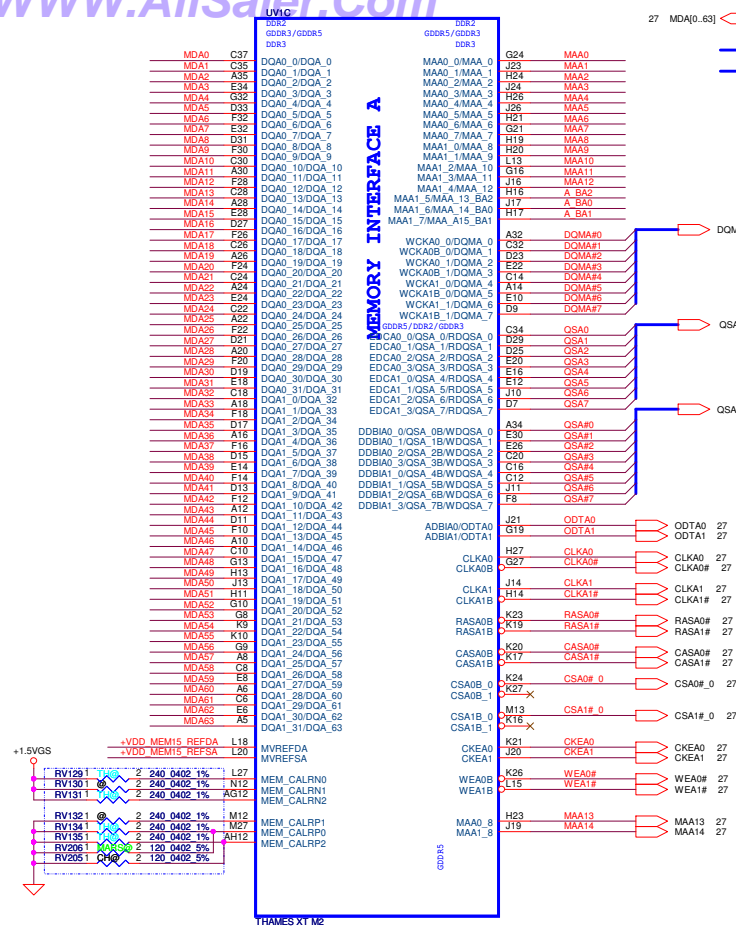 WWW.AliSaler.Com
UV1C
27 MDA[0..63]
DDR2 DDR2
GDDR3/GDDR5 GDDR5/GDDR3
DDR3 DDR3
MEMORY INTERFACE A
MDA0 C37 DQA0_0/DQA_0 MAA0_0/MAA_0 G24 MAA0
MDA1 C35 DQA0_1/DQA_1 MAA0_1/MAA_1 J23 MAA1
MDA2 A35 DQA0_2/DQA_2 MAA0_2/MAA_2 H24 MAA2
MDA3 E34 DQA0_3/DQA_3 MAA0_3/MAA_3 J24 MAA3
MDA4 G32 DQA0_4/DQA_4 MAA0_4/MAA_4 H26 MAA4
MDA5 D33 DQA0_5/DQA_5 MAA0_5/MAA_5 J26 MAA5
MDA6 F32 DQA0_6/DQA_6 MAA0_6/MAA_6 H21 MAA6
MDA7 E32 DQA0_7/DQA_7 MAA0_7/MAA_7 G21 MAA7
MDA8 D31 DQA0_8/DQA_8 MAA1_0/MAA_8 H19 MAA8
MDA9 F30 DQA0_9/DQA_9 MAA1_1/MAA_9 H20 MAA9
MDA10 C30 DQA0_10/DQA_10 MAA1_2/MAA_10 L13 MAA10
MDA11 A30 DQA0_11/DQA_11 MAA1_3/MAA_11 G16 MAA11
MDA12 F28 DQA0_12/DQA_12 MAA1_4/MAA_12 J16 MAA12
MDA13 C28 DQA0_13/DQA_13 MAA1_5/MAA_13_BA2 H16 A_BA2
MDA14 A28 DQA0_14/DQA_14 MAA1_6/MAA_14_BA0 J17 A_BA0
MDA15 E28 DQA0_15/DQA_15 MAA1_7/MAA_A15_BA1 H17 A_BA1
MDA16 D27 DQA0_16/DQA_16
MDA17 F26 DQA0_17/DQA_17 WCKA0_0/DQMA_0 A32 DQMA#0
MDA18 C26 DQA0_18/DQA_18 WCKA0B_0/DQMA_1 C32 DQMA#1
MDA19 A26 DQA0_19/DQA_19 WCKA0_1/DQMA_2 D23 DQMA#2
MDA20 F24 DQA0_20/DQA_20 WCKA0B_1/DQMA_3 E22 DQMA#3
MDA21 C24 DQA0_21/DQA_21 WCKA1_0/DQMA_4 C14 DQMA#4
MDA22 A24 DQA0_22/DQA_22 WCKA1B_0/DQMA_5 A14 DQMA#5
MDA23 E24 DQA0_23/DQA_23 WCKA1_1/DQMA_6 E10 DQMA#6
MDA24 C22 DQA0_24/DQA_24 WCKA1B_1/DQMA_7 D9 DQMA#7
DQM
MDA25 A22 DQA0_25/DQA_25 GDDR5/DDR2/GDDR3
MDA26 F22 DQA0_26/DQA_26 EDCA0_0/QSA_0/RDQSA_0 C34 QSA0
MDA27 D21 DQA0_27/DQA_27 EDCA0_1/QSA_1/RDQSA_1 D29 QSA1
MDA28 A20 DQA0_28/DQA_28 EDCA0_2/QSA_2/RDQSA_2 D25 QSA2
MDA29 F20 DQA0_29/DQA_29 EDCA0_3/QSA_3/RDQSA_3 E20 QSA3
MDA30 D19 DQA0_30/DQA_30 EDCA1_0/QSA_4/RDQSA_4 E16 QSA4
MDA31 E18 DQA0_31/DQA_31 EDCA1_1/QSA_5/RDQSA_5 E12 QSA5
MDA32 C18 DQA1_0/DQA_32 EDCA1_2/QSA_6/RDQSA_6 J10 QSA6
MDA33 A18 DQA1_1/DQA_33 EDCA1_3/QSA_7/RDQSA_7 D7 QSA7
QSA
MDA34 F18 DQA1_2/DQA_34
MDA35 D17 DQA1_3/DQA_35 DDBIA0_0/QSA_0B/WDQSA_0 A34 QSA#0
MDA36 A16 DQA1_4/DQA_36 DDBIA0_1/QSA_1B/WDQSA_1 E30 QSA#1
MDA37 F16 DQA1_5/DQA_37 DDBIA0_2/QSA_2B/WDQSA_2 E26 QSA#2
MDA38 D15 DQA1_6/DQA_38 DDBIA0_3/QSA_3B/WDQSA_3 C20 QSA#3
MDA39 E14 DQA1_7/DQA_39 DDBIA1_0/QSA_4B/WDQSA_4 C16 QSA#4
MDA40 F14 DQA1_8/DQA_40 DDBIA1_1/QSA_5B/WDQSA_5 C12 QSA#5
MDA41 D13 DQA1_9/DQA_41 DDBIA1_2/QSA_6B/WDQSA_6 J11 QSA#6
MDA42 F12 DQA1_10/DQA_42 DDBIA1_3/QSA_7B/WDQSA_7 F8 QSA#7
QSA
MDA43 A12 DQA1_11/DQA_43
MDA44 D11 DQA1_12/DQA_44 ADBIA0/ODTA0 J21 ODTA0 ODTA0 27
MDA45 F10 DQA1_13/DQA_45 ADBIA1/ODTA1 G19 ODTA1 ODTA1 27
MDA46 A10 DQA1_14/DQA_46
MDA47 C10 DQA1_15/DQA_47 CLKA0 H27 CLKA0 CLKA0 27
MDA48 G13 DQA1_16/DQA_48 CLKA0B G27 CLKA0# CLKA0# 27
MDA49 H13 DQA1_17/DQA_49
MDA50 J13 DQA1_18/DQA_50 CLKA1 J14 CLKA1 CLKA1 27
MDA51 H11 DQA1_19/DQA_51 CLKA1B H14 CLKA1# CLKA1# 27
MDA52 G10 DQA1_20/DQA_52
MDA53 G8 DQA1_21/DQA_53 RASA0B K23 RASA0# RASA0# 27
MDA54 K9 DQA1_22/DQA_54 RASA1B K19 RASA1# RASA1# 27
MDA55 K10 DQA1_23/DQA_55
MDA56 G9 DQA1_24/DQA_56 CASA0B K20 CASA0# CASA0# 27
MDA57 A8 DQA1_25/DQA_57 CASA1B K17 CASA1# CASA1# 27
MDA58 C8 DQA1_26/DQA_58
MDA59 E8 DQA1_27/DQA_59 CSA0B_0 K24 CSA0#_0 CSA0#_0 27
MDA60 A6 DQA1_28/DQA_60 CSA0B_1 K27
MDA61 C6 DQA1_29/DQA_61
MDA62 E6 DQA1_30/DQA_62 CSA1B_0 M13 CSA1#_0 CSA1#_0 27
MDA63 A5 DQA1_31/DQA_63 CSA1B_1 K16
+VDD_MEM15_REFDA L18 MVREFDA CKEA0 K21 CKEA0 CKEA0 27
+VDD_MEM15_REFSA L20 MVREFSA CKEA1 J20 CKEA1 CKEA1 27
+1.5VGS
RV129 1 2 240_0402_1% L27 MEM_CALRN0 WEA0B K26 WEA0# WEA0# 27
RV130 1 @ 2 240_0402_1% N12 MEM_CALRN1 WEA1B L15 WEA1# WEA1# 27
RV131 1 2 240_0402_1% AG12 MEM_CALRN2
RV132 1 @ 2 240_0402_1% M12 MEM_CALRP1 MAA0_8 H23 MAA13 MAA13 27
RV134 1 2 240_0402_1% M27 MEM_CALRP0 MAA1_8 J19 MAA14 MAA14 27
RV135 1 2 240_0402_1% AH12 MEM_CALRP2
RV206 1 2 120_0402_5%
RV205 1 CH@ 2 120_0402_5%
GDDR5
THAMES XT M2